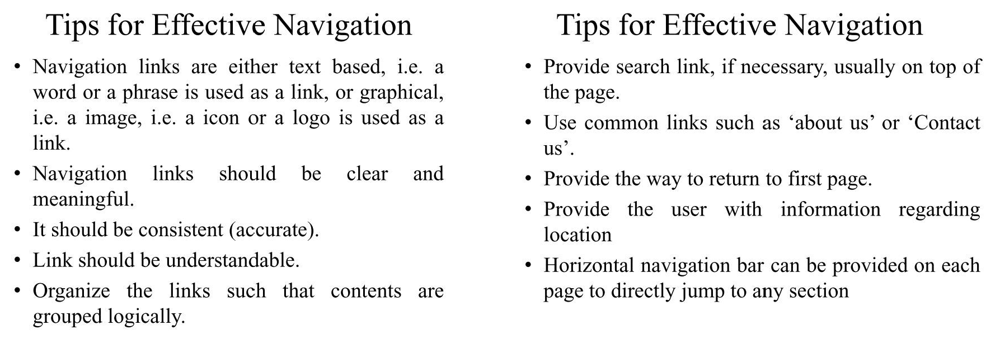 Tips for Effective Navigation
• Navigation links are either text based, i.e. a
word or a phrase is used as a link, or graphical,
i.e. a image, i.e. a icon or a logo is used as a
link.
• Navigation links should be clear and
meaningful.
• It should be consistent (accurate).
• Link should be understandable.
• Organize the links such that contents are
grouped logically.
Tips for Effective Navigation
• Provide search link, if necessary, usually on top of
the page.
• Use common links such as ‘about us’ or ‘Contact
us’.
• Provide the way to return to first page.
• Provide the user with information regarding
location
• Horizontal navigation bar can be provided on each
page to directly jump to any section